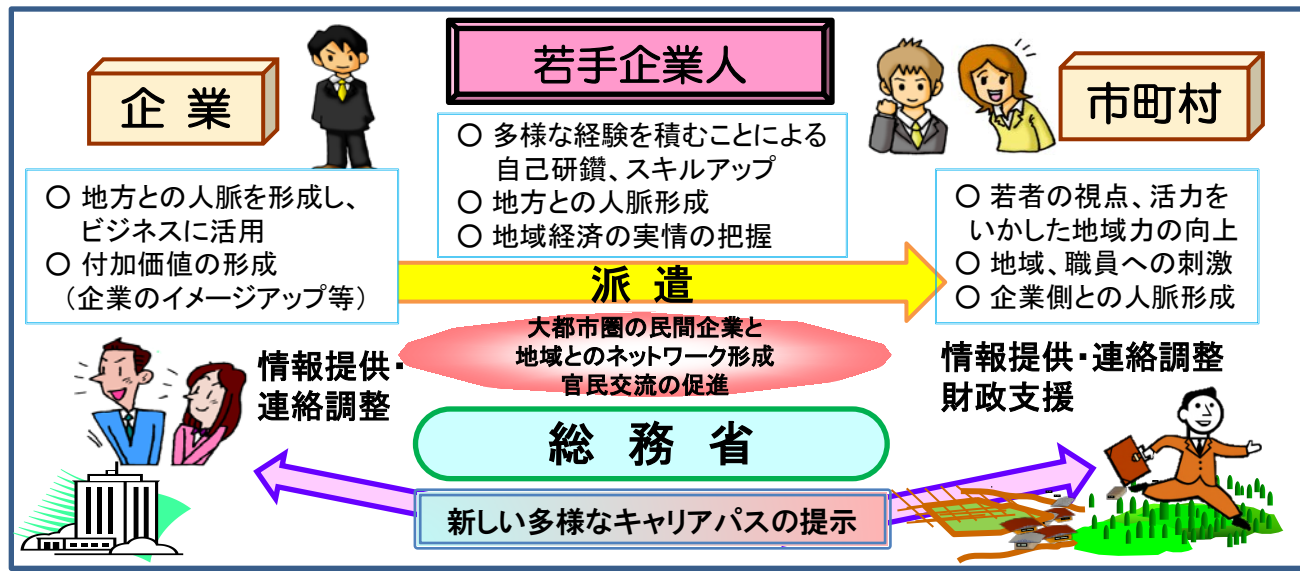 企 業
〇 地方との人脈を形成し、
ビジネスに活用
〇 付加価値の形成
（企業のイメージアップ等）
若手企業人
〇 多様な経験を積むことによる
自己研鑽、スキルアップ
〇 地方との人脈形成
〇 地域経済の実情の把握
市町村
〇 若者の視点、活力を
いかした地域力の向上
〇 地域、職員への刺激
〇 企業側との人脈形成
派 遣
大都市圏の民間企業と
地域とのネットワーク形成
官民交流の促進
情報提供・
連絡調整
情報提供・連絡調整
財政支援
総 務 省
新しい多様なキャリアパスの提示